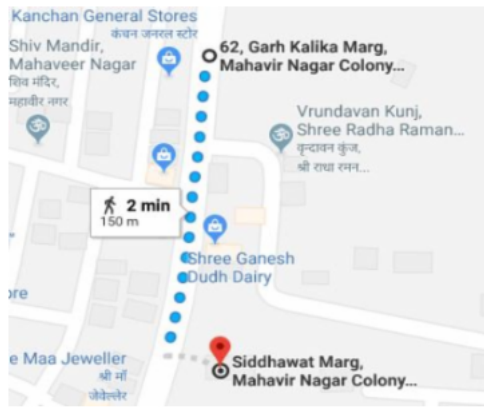 Kanchan General Stores
कंचन जनरल स्टोर
62, Garh Kalika Marg,
Mahavir Nagar Colony...
Shiv Mandir,
Mahaveer Nagar
शिव मंदिर,
महावीर नगर
Vrundavan Kunj,
Shree Radha Raman...
वृन्दावन कुंज,
श्री राधा रमन...
2 min
150 m
Shree Ganesh
Dudh Dairy
ore
e Maa Jeweller
श्री माँ
जेवेल्लेर
Siddhawat Marg,
Mahavir Nagar Colony...